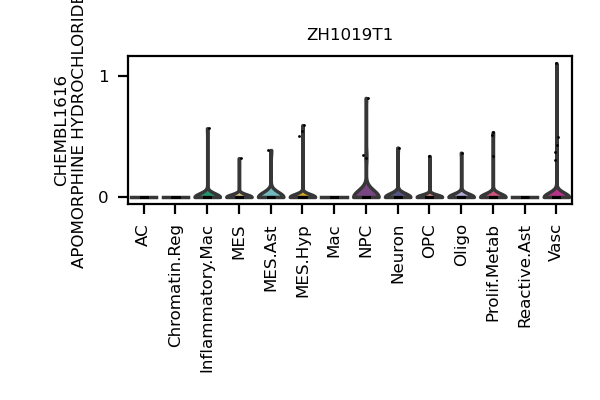 ZH1019T1
CHEMBL1616
APOMORPHINE HYDROCHLORIDE
1
0
AC
Chromatin.Reg
Inflammatory.Mac
MES
MES.Ast
MES.Hyp
Mac
NPC
Neuron
OPC
Oligo
Prolif.Metab
Reactive.Ast
Vasc